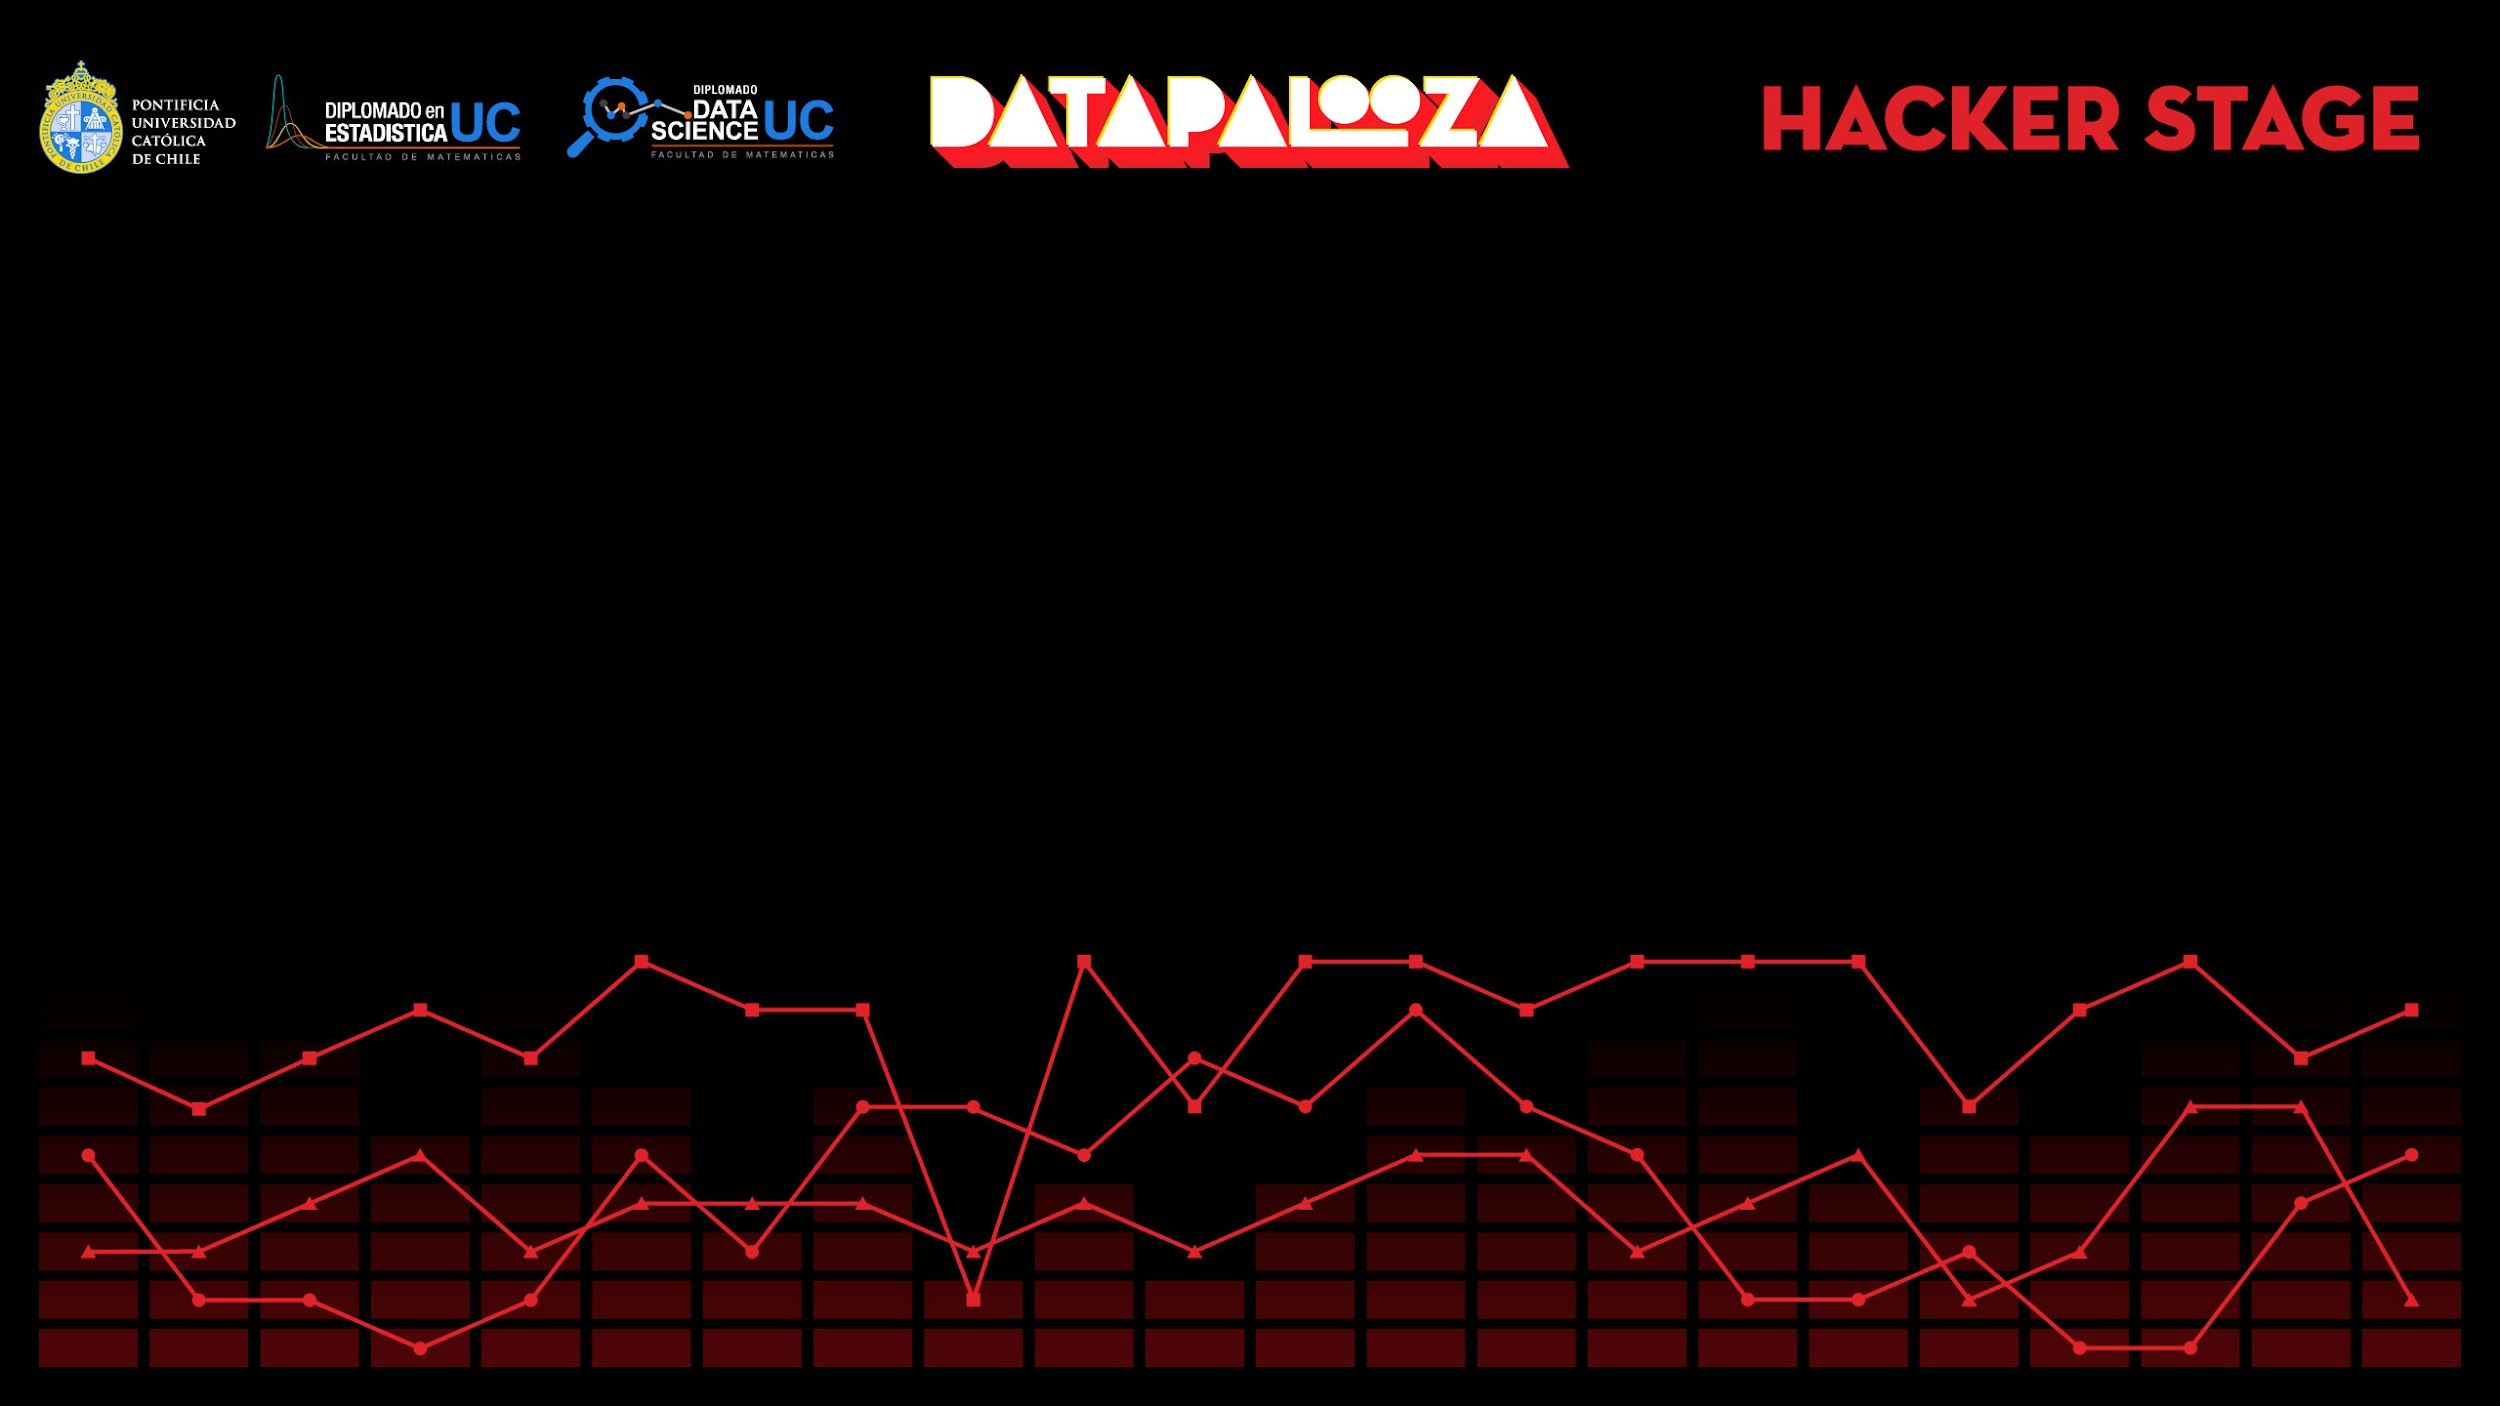 PONTIFICIA
UNIVERSIDAD
CATÓLICA
DE CHILE
DIPLOMADO en
ESTADISTICA UC
FACULTAD DE MATEMATICAS
DIPLOMADO
DATA
SCIENCE UC
FACULTAD DE MATEMATICAS
DATAPALOOZA
HACKER STAGE